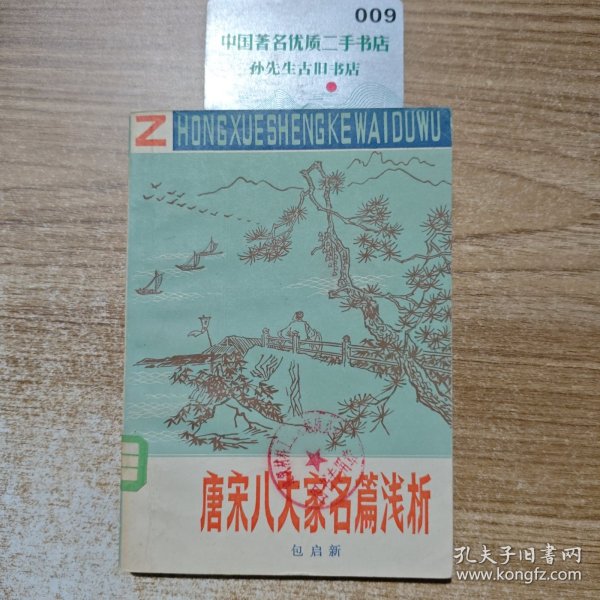 009
中国著名优质二手书店
孙先生古旧书店
ZHONGXUESHENGKEWAIDUWU
唐宋八大家名篇浅析
包启新
孔夫子旧书网
www.kongfz.com